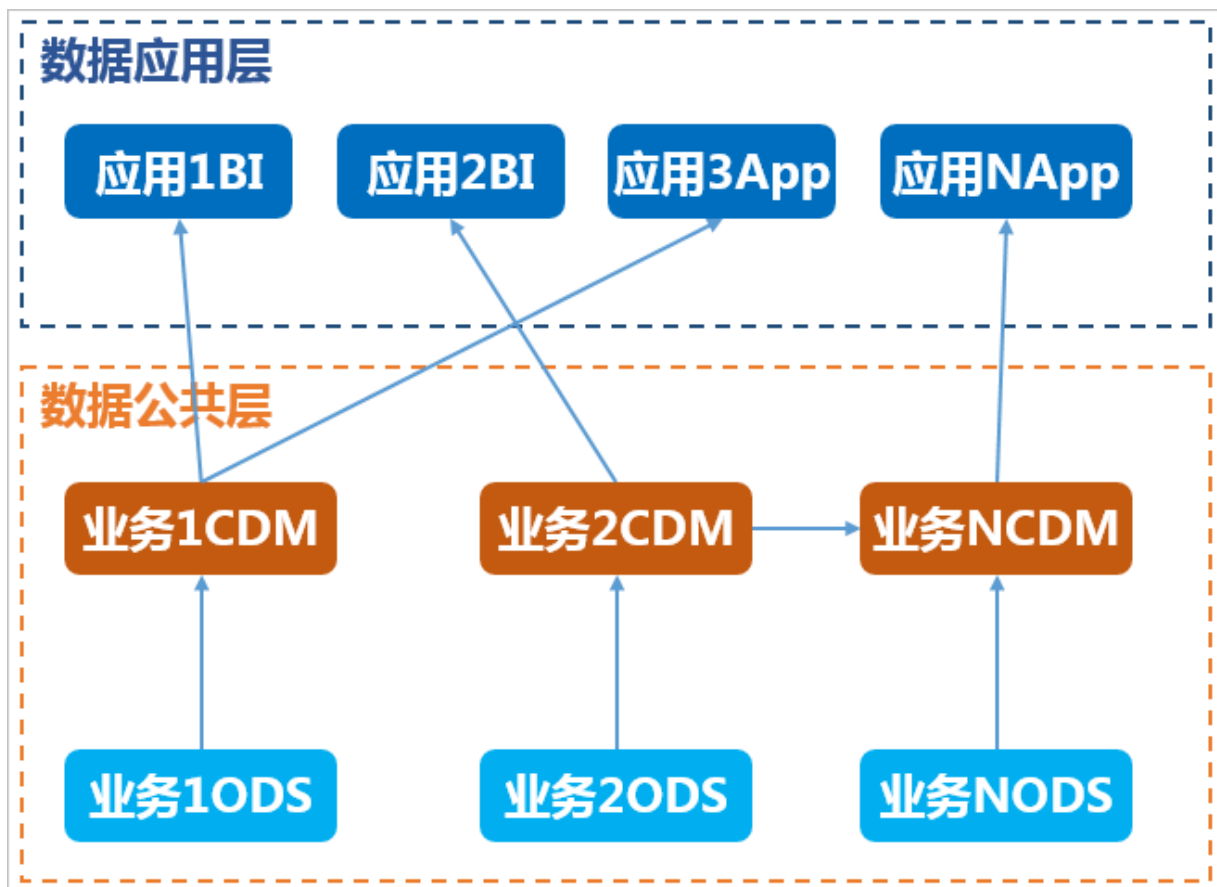 数据应用层
应用1BI
应用2BI
应用3App
应用NApp
数据公共层
业务1CDM
业务2CDM
业务NCDM
业务1ODS
业务2ODS
业务NODS